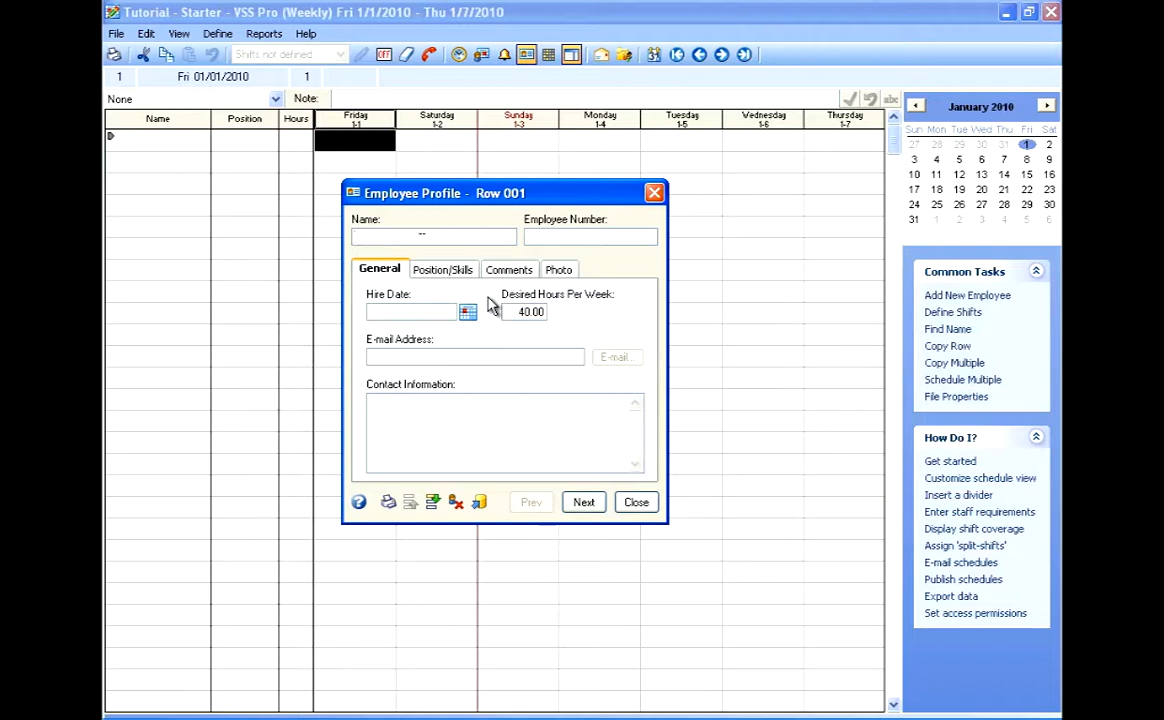 Tutorial - Starter - VSS Pro (Weekly) Fri 1/1/2010 - Thu 1/7/2010
File Edit View Define Reports Help
Shifts not defined OFF
1 Fri 01/01/2010 1
None Note: abc
Name Position Hours Friday Saturday Sunday Monday Tuesday Wednesday Thursday
1-1 1-2 1-3 1-4 1-5 1-6 1-7
Employee Profile - Row 001
Name: Employee Number:
--
General Position/Skills Comments Photo
Hire Date: Desired Hours Per Week:
40.00
E-mail Address:
E-mail...
Contact Information:
Prev Next Close
January 2010
Sun Mon Tue Wed Thu Fri Sat
27 28 29 30 31 1 2
3 4 5 6 7 8 9
10 11 12 13 14 15 16
17 18 19 20 21 22 23
24 25 26 27 28 29 30
31 1 2 3 4 5 6
Common Tasks
Add New Employee
Define Shifts
Find Name
Copy Row
Copy Multiple
Schedule Multiple
File Properties
How Do I?
Get started
Customize schedule view
Insert a divider
Enter staff requirements
Display shift coverage
Assign 'split-shifts'
E-mail schedules
Publish schedules
Export data
Set access permissions